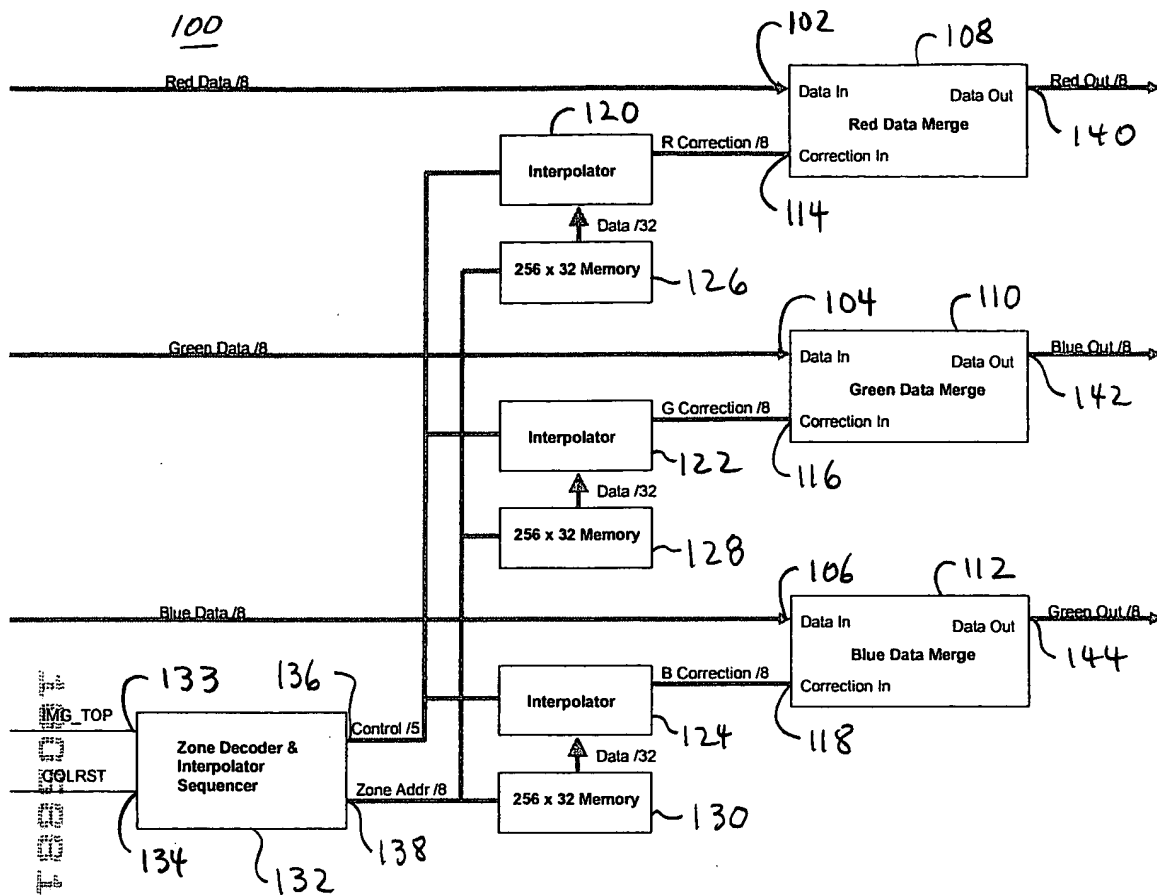 100
102
108
Red Data /8
Red Out /8
Data In
Data Out
Red Data Merge
Correction In
140
120
R Correction /8
Interpolator
114
Data /32
256 x 32 Memory
126
104
110
Green Data /8
Blue Out /8
Data In
Data Out
Green Data Merge
Correction In
142
G Correction /8
Interpolator
122
116
Data /32
256 x 32 Memory
128
106
112
Blue Data /8
Green Out /8
Data In
Data Out
Blue Data Merge
Correction In
144
133
136
B Correction /8
IMG_TOP
Interpolator
124
118
Control /5
Zone Decoder &
Interpolator
Sequencer
Data /32
COLRST
Zone Addr /8
256 x 32 Memory
130
134
132
138